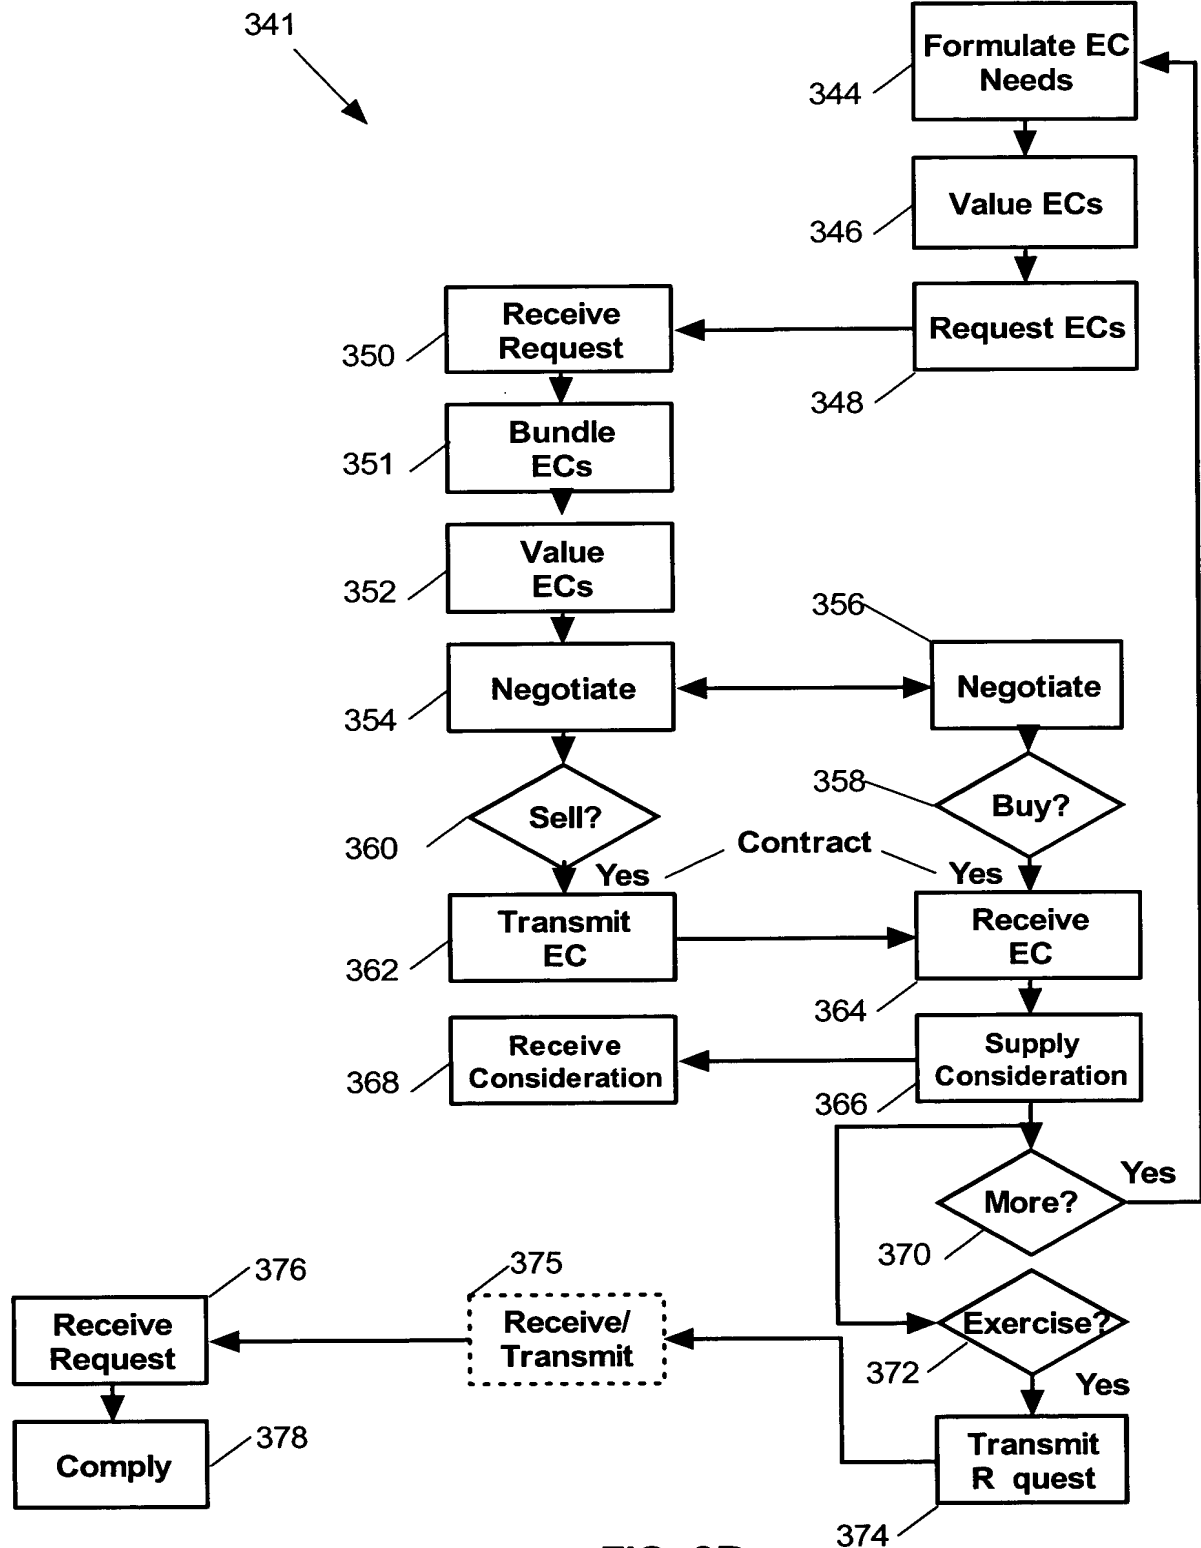 341
Formulate EC
Needs
344
Value ECs
346
Receive
Request
350
Request ECs
348
Bundle
ECs
351
Value
ECs
352
356
Negotiate
354
Negotiate
358
Buy?
Sell?
360
Contract
Yes
Yes
Transmit
EC
362
Receive
EC
364
Receive
Consideration
368
Supply
Consideration
366
More?
Yes
370
376
375
Receive
Request
Receive/
Transmit
Exercise?
372
Yes
Comply
378
Transmit
R quest
374